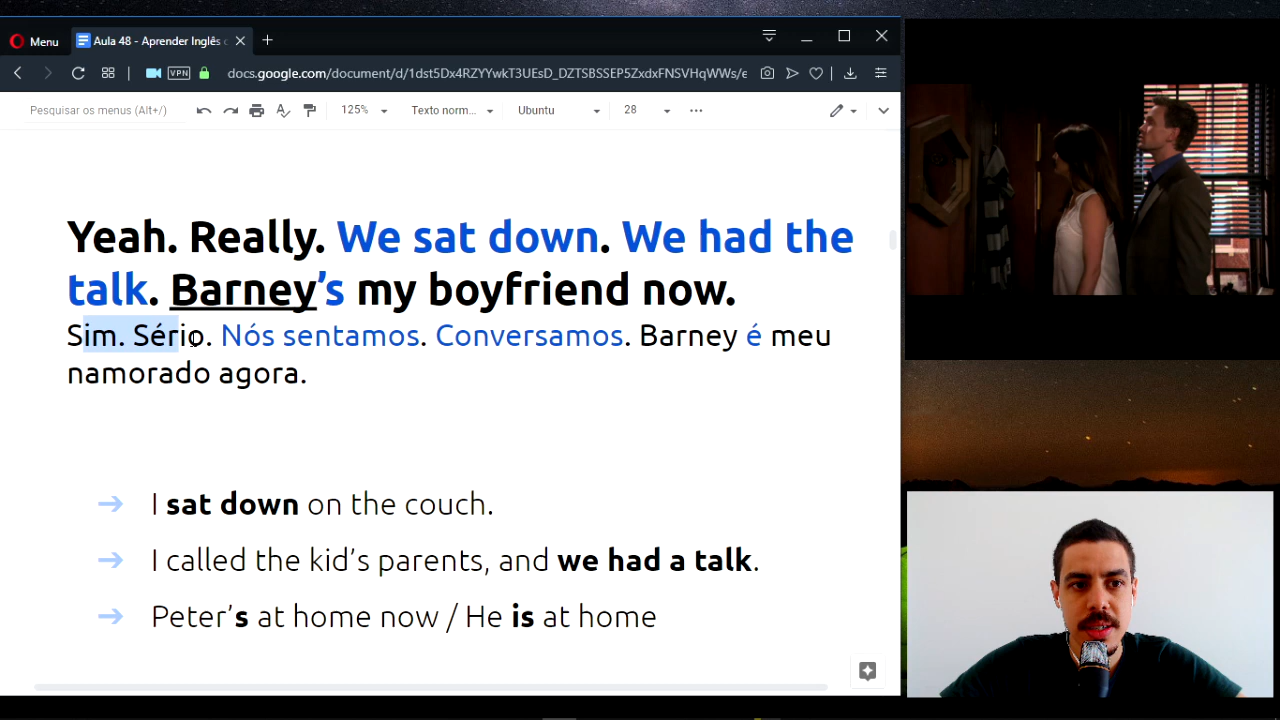 Menu
Aula 48 - Aprender Inglês c
VPN
docs.google.com/document/d/1dst5Dx4RZYYwkT3UEsD_DZTSBSSEP5ZxdxFNSVHqWWs/e
Pesquisar os menus (Alt+/)
125%
Texto norm...
Ubuntu
28
Yeah. Really. We sat down. We had the
talk. Barney’s my boyfriend now.
Sim. Sério. Nós sentamos. Conversamos. Barney é meu
namorado agora.
➔ I sat down on the couch.
➔ I called the kid’s parents, and we had a talk.
➔ Peter’s at home now / He is at home